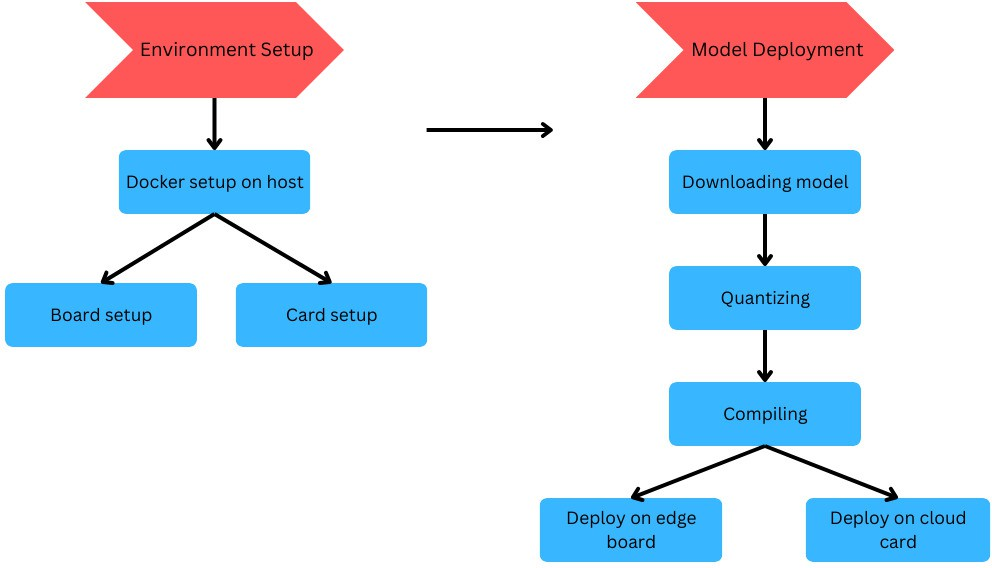 Environment Setup
Docker setup on host
Board setup
Card setup
Model Deployment
Downloading model
Quantizing
Compiling
Deploy on edge
board
Deploy on cloud
card